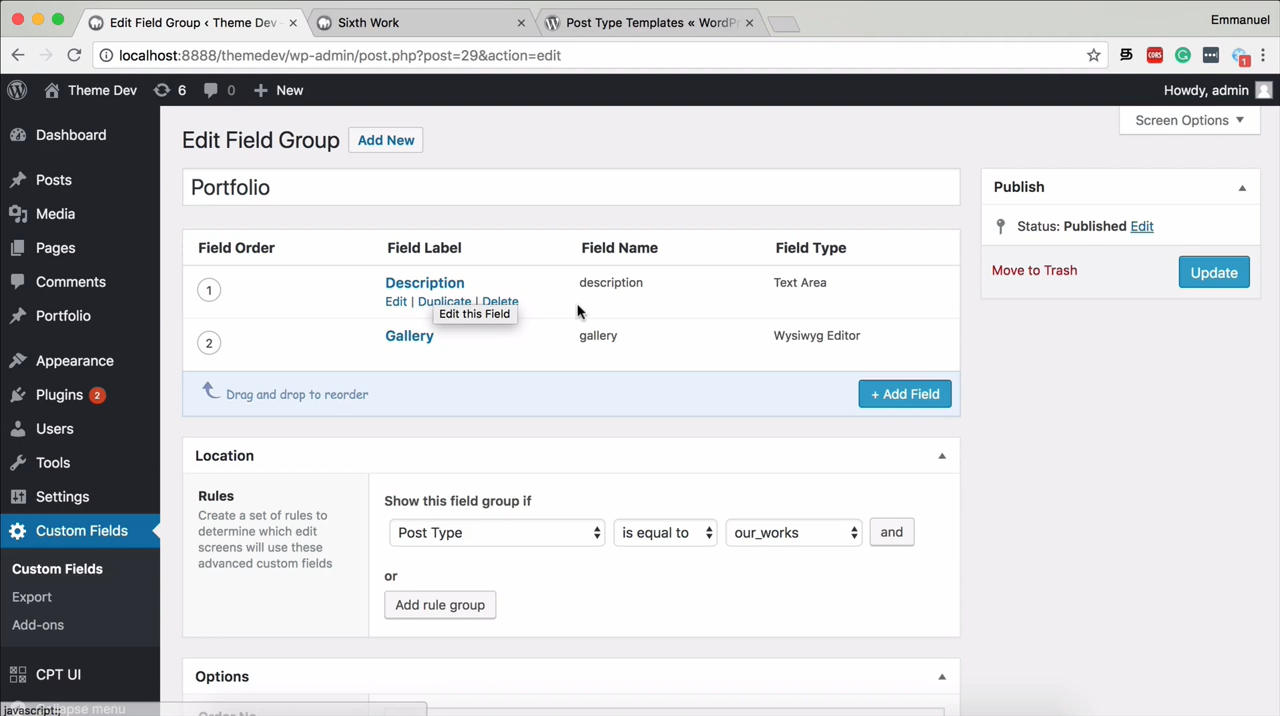 Edit Field Group ‹ Theme Dev
Sixth Work
Post Type Templates « WordPr
Emmanuel
localhost:8888/themedev/wp-admin/post.php?post=29&action=edit
CORS
1
Theme Dev
6
0
New
Howdy, admin
Screen Options
Dashboard
Posts
Media
Pages
Comments
Portfolio
Appearance
Plugins 2
Users
Tools
Settings
Custom Fields
Custom Fields
Export
Add-ons
CPT UI
Collapse menu
javascript:;
Edit Field Group
Add New
Portfolio
Field Order Field Label Field Name Field Type
1 Description description Text Area
Edit | Duplicate | Delete
Edit this Field
2 Gallery gallery Wysiwyg Editor
Drag and drop to reorder
+ Add Field
Location
Rules
Create a set of rules to
determine which edit
screens will use these
advanced custom fields
Show this field group if
Post Type is equal to our_works and
or
Add rule group
Options
Order No.
Publish
Status: Published Edit
Move to Trash
Update